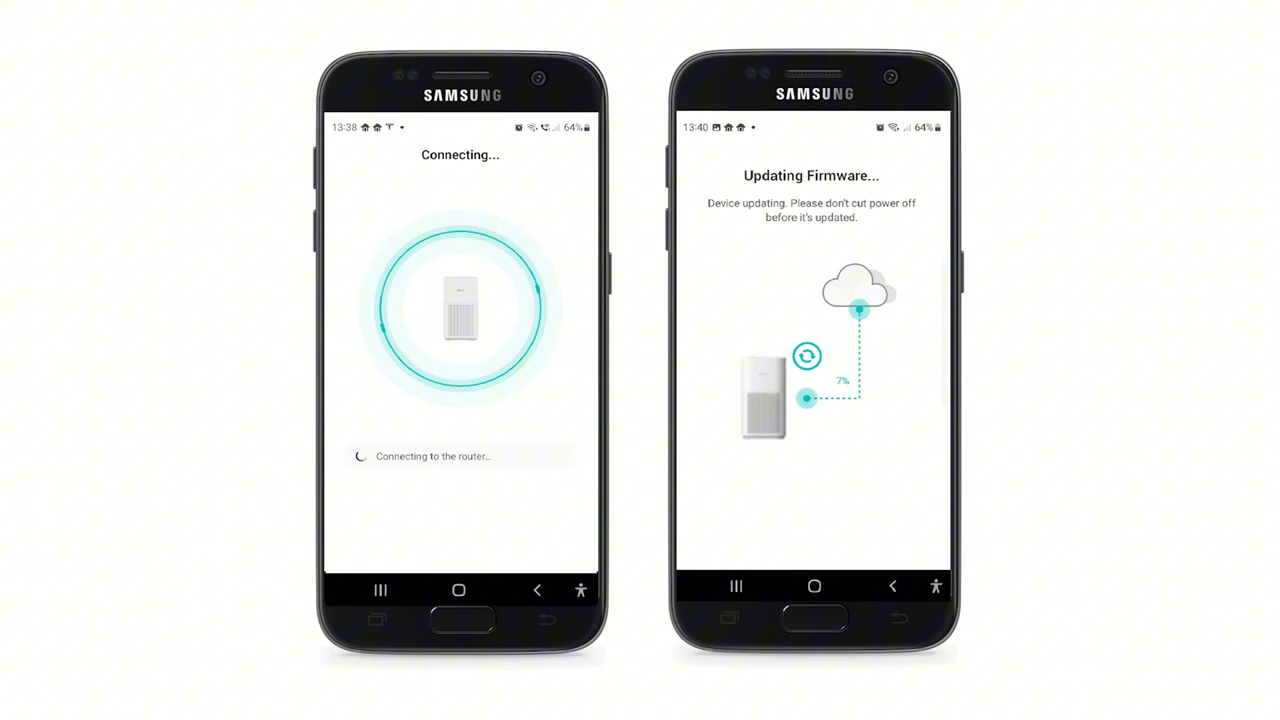 SAMSUNG
13:38
64%
Connecting...
Connecting to the router...
SAMSUNG
13:40
64%
Updating Firmware...
Device updating. Please don't cut power off
before it's updated.
7%